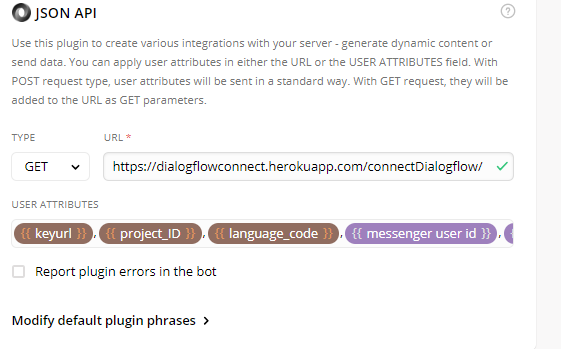 JSON API
Use this plugin to create various integrations with your server - generate dynamic content or
send data. You can apply user attributes in either the URL or the USER ATTRIBUTES field. With
POST request type, user attributes will be sent in a standard way. With GET request, they will be
added to the URL as GET parameters.
TYPE URL *
GET https://dialogflowconnect.herokuapp.com/connectDialogflow/
USER ATTRIBUTES
{{ keyurl }}, {{ project_ID }}, {{ language_code }}, {{ messenger user id }}, {
Report plugin errors in the bot
Modify default plugin phrases >